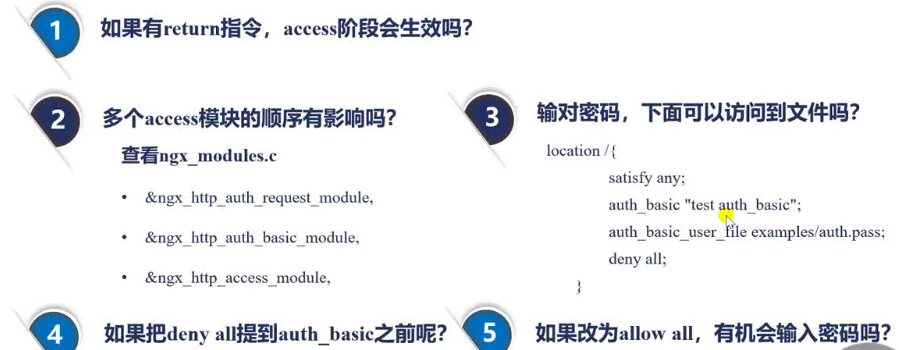 1 如果有return指令，access阶段会生效吗？
2 多个access模块的顺序有影响吗？
查看ngx_modules.c
• &ngx_http_auth_request_module,
• &ngx_http_auth_basic_module,
• &ngx_http_access_module,
3 输对密码，下面可以访问到文件吗？
location /{
satisfy any;
auth_basic "test auth_basic";
auth_basic_user_file examples/auth.pass;
deny all;
}
4 如果把deny all提到auth_basic之前呢？
5 如果改为allow all，有机会输入密码吗？